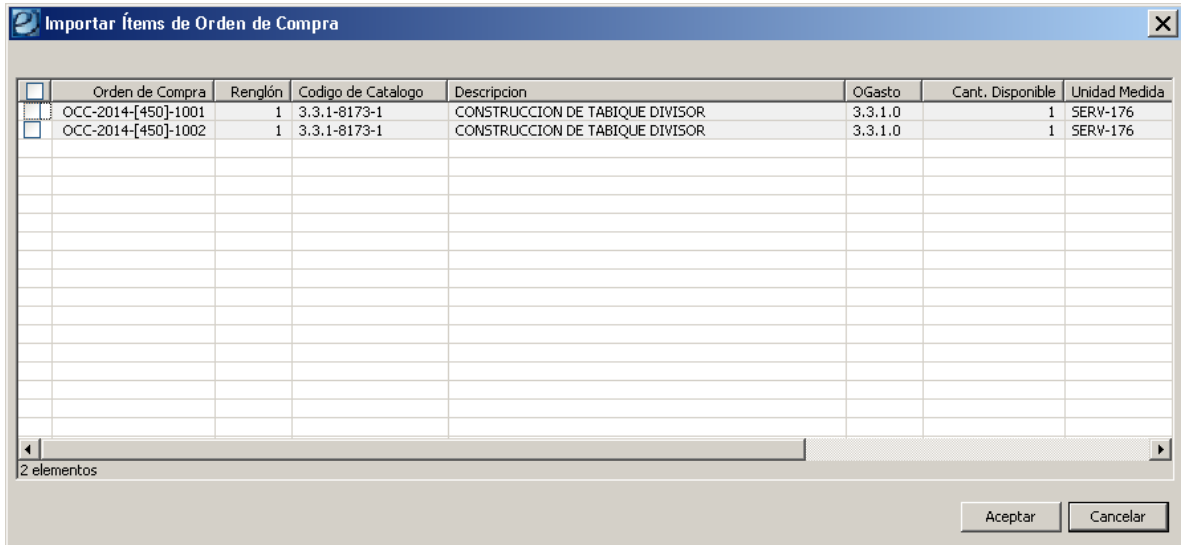 Importar Ítems de Orden de Compra
Orden de Compra Renglón Codigo de Catalogo Descripcion OGasto Cant. Disponible Unidad Medida
OCC-2014-[450]-1001 1 3.3.1-8173-1 CONSTRUCCION DE TABIQUE DIVISOR 3.3.1.0 1 SERV-176
OCC-2014-[450]-1002 1 3.3.1-8173-1 CONSTRUCCION DE TABIQUE DIVISOR 3.3.1.0 1 SERV-176
2 elementos
Aceptar Cancelar